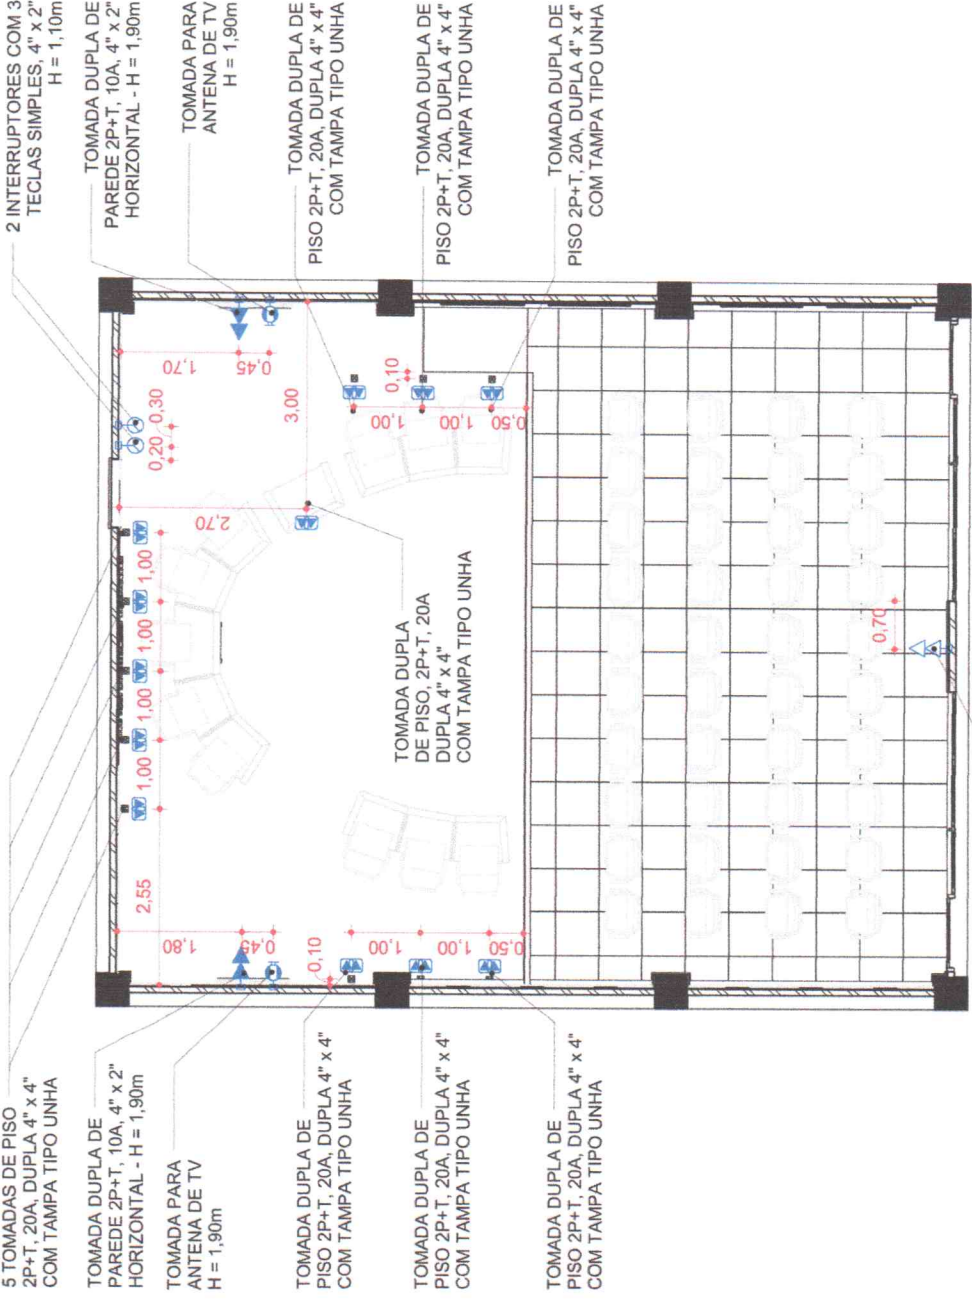 5 TOMADAS DE PISO
2P+T, 20A, DUPLA 4" x 4"
COM TAMPA TIPO UNHA
TOMADA DUPLA DE
PAREDE 2P+T, 10A, 4" x 2"
HORIZONTAL - H = 1,90m
TOMADA PARA
ANTENA DE TV
H = 1,90m
TOMADA DUPLA DE
PISO 2P+T, 20A, DUPLA 4" x 4"
COM TAMPA TIPO UNHA
TOMADA DUPLA DE
PISO 2P+T, 20A, DUPLA 4" x 4"
COM TAMPA TIPO UNHA
TOMADA DUPLA DE
PISO 2P+T, 20A, DUPLA 4" x 4"
COM TAMPA TIPO UNHA
2,55
1,00
1,00
1,00
1,00
1,80
0,45
0,10
1,00
1,00
0,50
TOMADA DUPLA
DE PISO, 2P+T, 20A
DUPLA 4" x 4"
COM TAMPA TIPO UNHA
2,70
0,20
0,30
1,70
0,45
3,00
0,10
1,00
1,00
0,50
0,70
2 INTERRUPTORES COM 3
TECLAS SIMPLES, 4" x 2"
H = 1,10m
TOMADA DUPLA DE
PAREDE 2P+T, 10A, 4" x 2"
HORIZONTAL - H = 1,90m
TOMADA PARA
ANTENA DE TV
H = 1,90m
TOMADA DUPLA DE
PISO 2P+T, 20A, DUPLA 4" x 4"
COM TAMPA TIPO UNHA
TOMADA DUPLA DE
PISO 2P+T, 20A, DUPLA 4" x 4"
COM TAMPA TIPO UNHA
TOMADA DUPLA DE
PISO 2P+T, 20A, DUPLA 4" x 4"
COM TAMPA TIPO UNHA